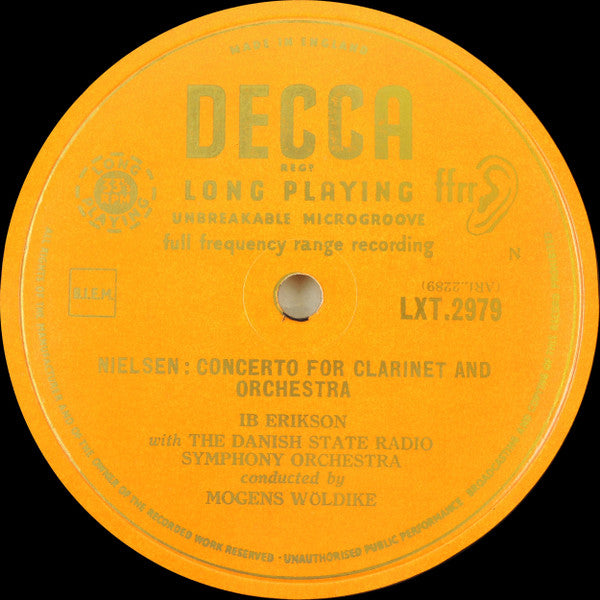 MADE IN ENGLAND
DECCA
REGD
LONG PLAYING
ffrr
UNBREAKABLE MICROGROOVE
full frequency range recording
N
B.I.E.M.
(ARL.2289)
LXT.2979
NIELSEN: CONCERTO FOR CLARINET AND
ORCHESTRA
IB ERIKSON
with THE DANISH STATE RADIO
SYMPHONY ORCHESTRA
conducted by
MOGENS WÖLDIKE
OF THE RECORDED WORK RESERVED - UNAUTHORISED PUBLIC PERFORMANCE